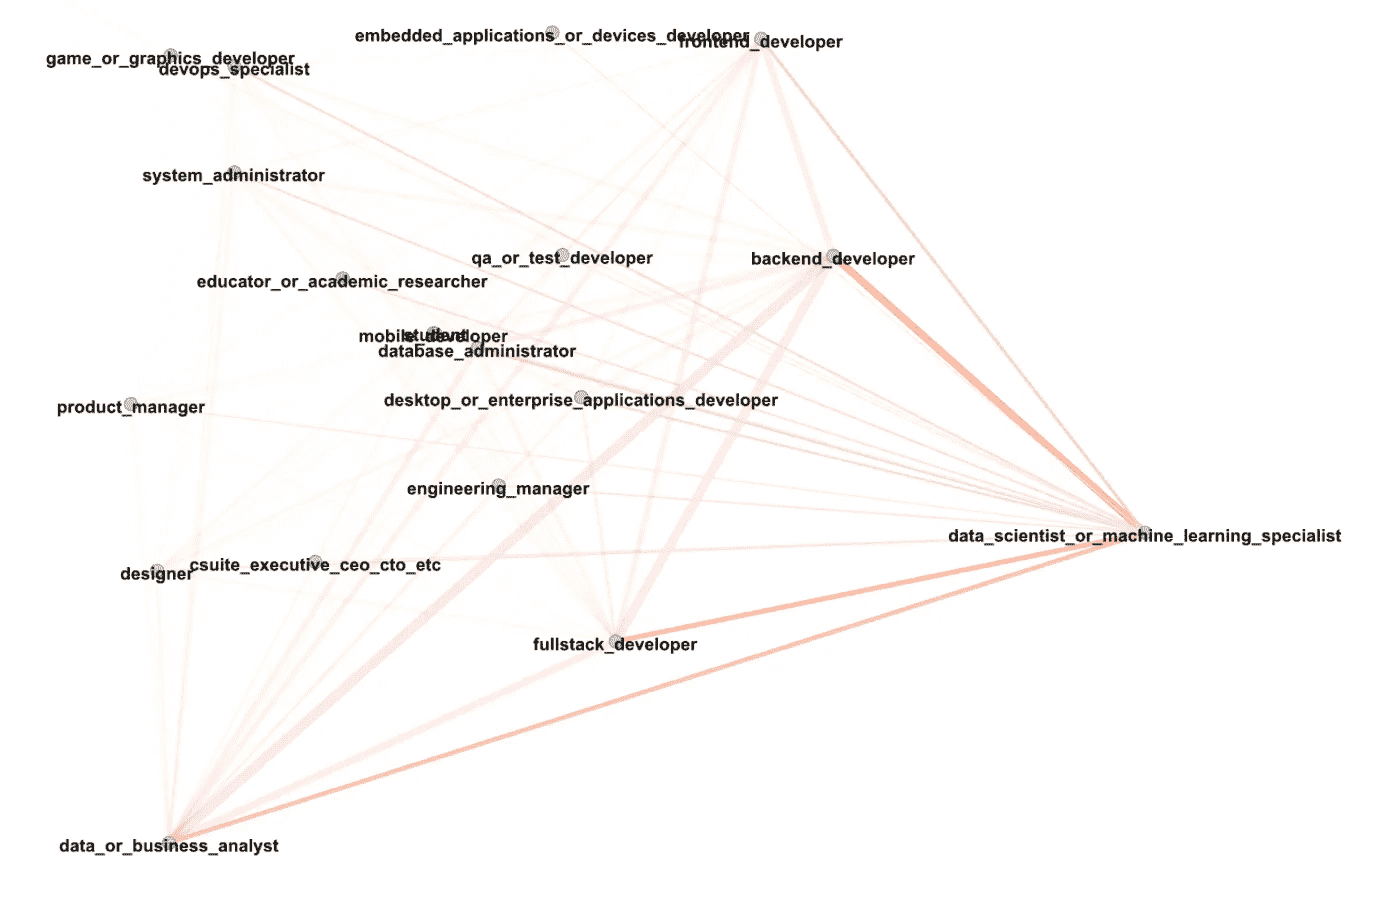 embedded_applications_or_devices_developer
frontend_developer
game_or_graphics_developer
devops_specialist
system_administrator
qa_or_test_developer
backend_developer
educator_or_academic_researcher
mobile_developer
student
database_administrator
desktop_or_enterprise_applications_developer
product_manager
engineering_manager
data_scientist_or_machine_learning_specialist
csuite_executive_ceo_cto_etc
designer
fullstack_developer
data_or_business_analyst